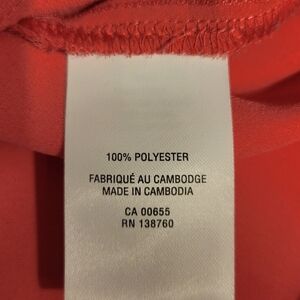 100% POLYESTER
FABRIQUÉ AU CAMBODGE
MADE IN CAMBODIA
CA 00655
RN 138760